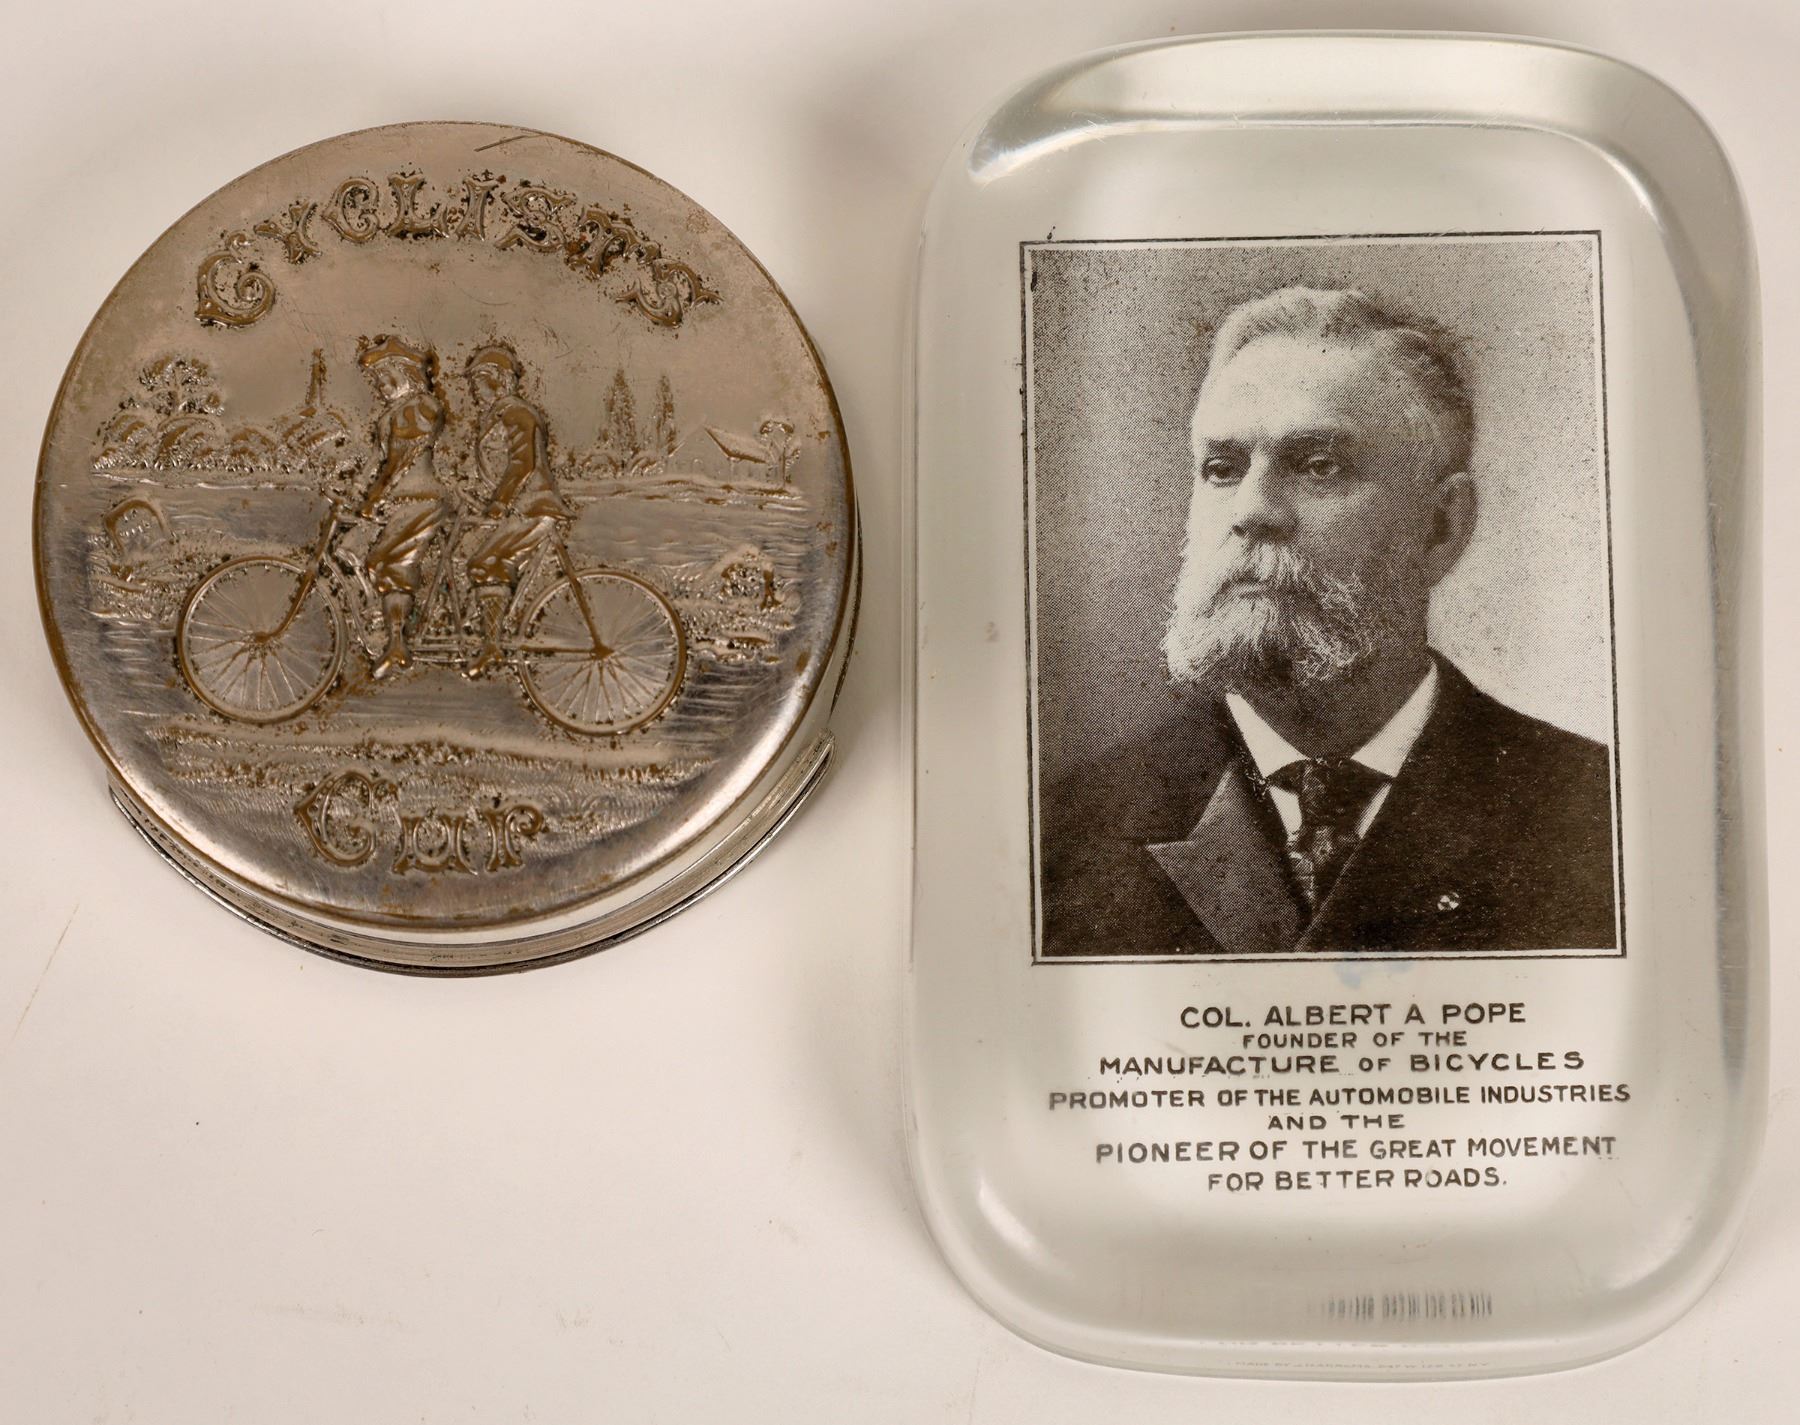 CYCLISTS
Cup
COL. ALBERT A POPE
FOUNDER OF THE
MANUFACTURE OF BICYCLES
PROMOTER OF THE AUTOMOBILE INDUSTRIES
AND THE
PIONEER OF THE GREAT MOVEMENT
FOR BETTER ROADS.